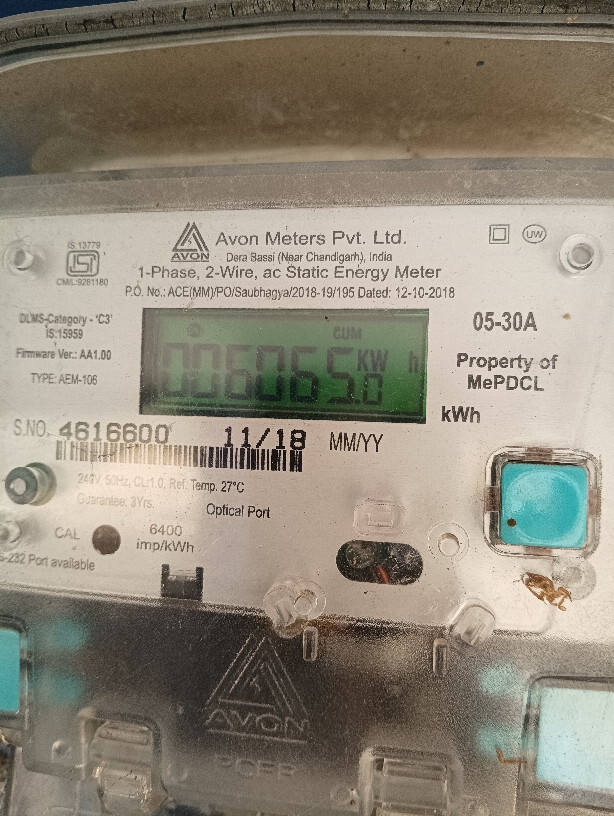 IS:13779
ISI
CM/L:9261180
AVON
Avon Meters Pvt. Ltd.
Dera Bassi (Near Chandigarh), India
1-Phase, 2-Wire, ac Static Energy Meter
P.O. No.: ACE(MM)/PO/Saubhagya/2018-19/195 Dated: 12-10-2018
UW
DLMS-Category - 'C3'
IS:15959
Firmware Ver.: AA1.00
TYPE: AEM-106
CUM
006065.0 KW h
05-30A
Property of
MePDCL
kWh
S.NO. 4616600 11/18 MM/YY
240V, 50Hz, CL:1.0, Ref. Temp. 27°C
Guarantee: 3Yrs.
Optical Port
CAL
6400
imp/kWh
S-232 Port available
AVON